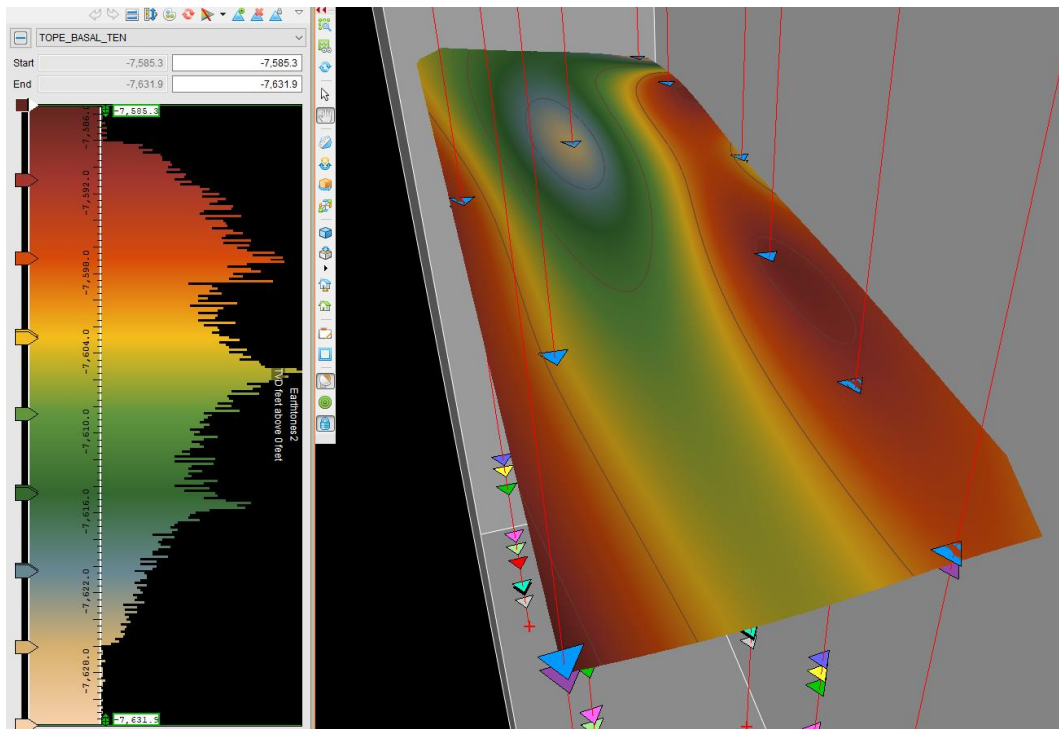 TOPE_BASAL_TEN
Start -7,585.3 -7,585.3
End -7,631.9 -7,631.9
-7,585.3
-7,586.0
-7,592.0
-7,598.0
-7,604.0
-7,610.0
-7,616.0
-7,622.0
-7,628.0
-7,631.9
Earthtones 2
TVD feet above 0 feet